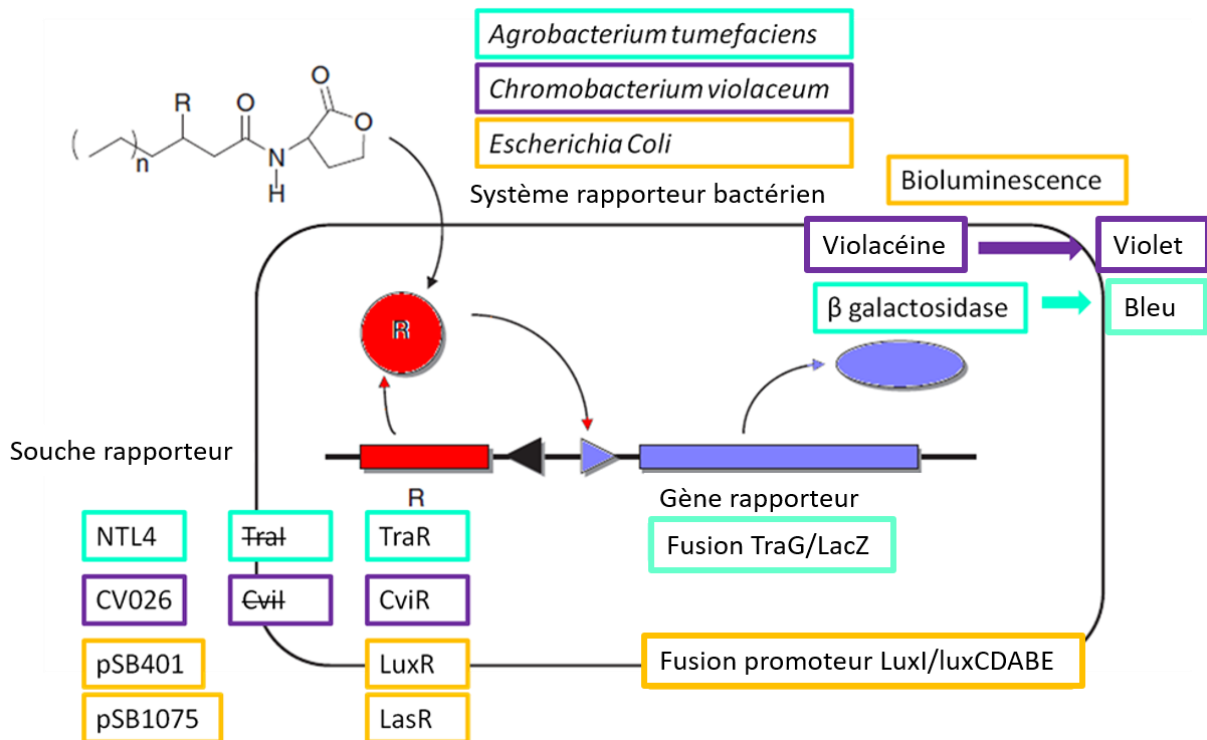 Agrobacterium tumefaciens
Chromobacterium violaceum
Escherichia Coli
R
O
O
O
( )n
N
H
Système rapporteur bactérien
Bioluminescence
Violacéine
Violet
β galactosidase
Bleu
R
Souche rapporteur
R
Gène rapporteur
NTL4
TraI
TraR
Fusion TraG/LacZ
CV026
CviI
CviR
pSB401
LuxR
Fusion promoteur LuxI/luxCDABE
pSB1075
LasR